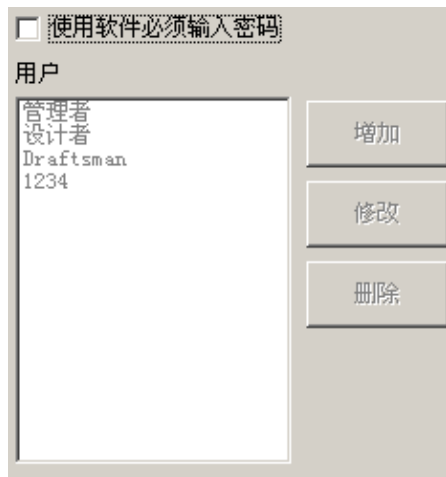 使用软件必须输入密码
用户
管理者
设计者
Draftsman
1234
增加
修改
删除